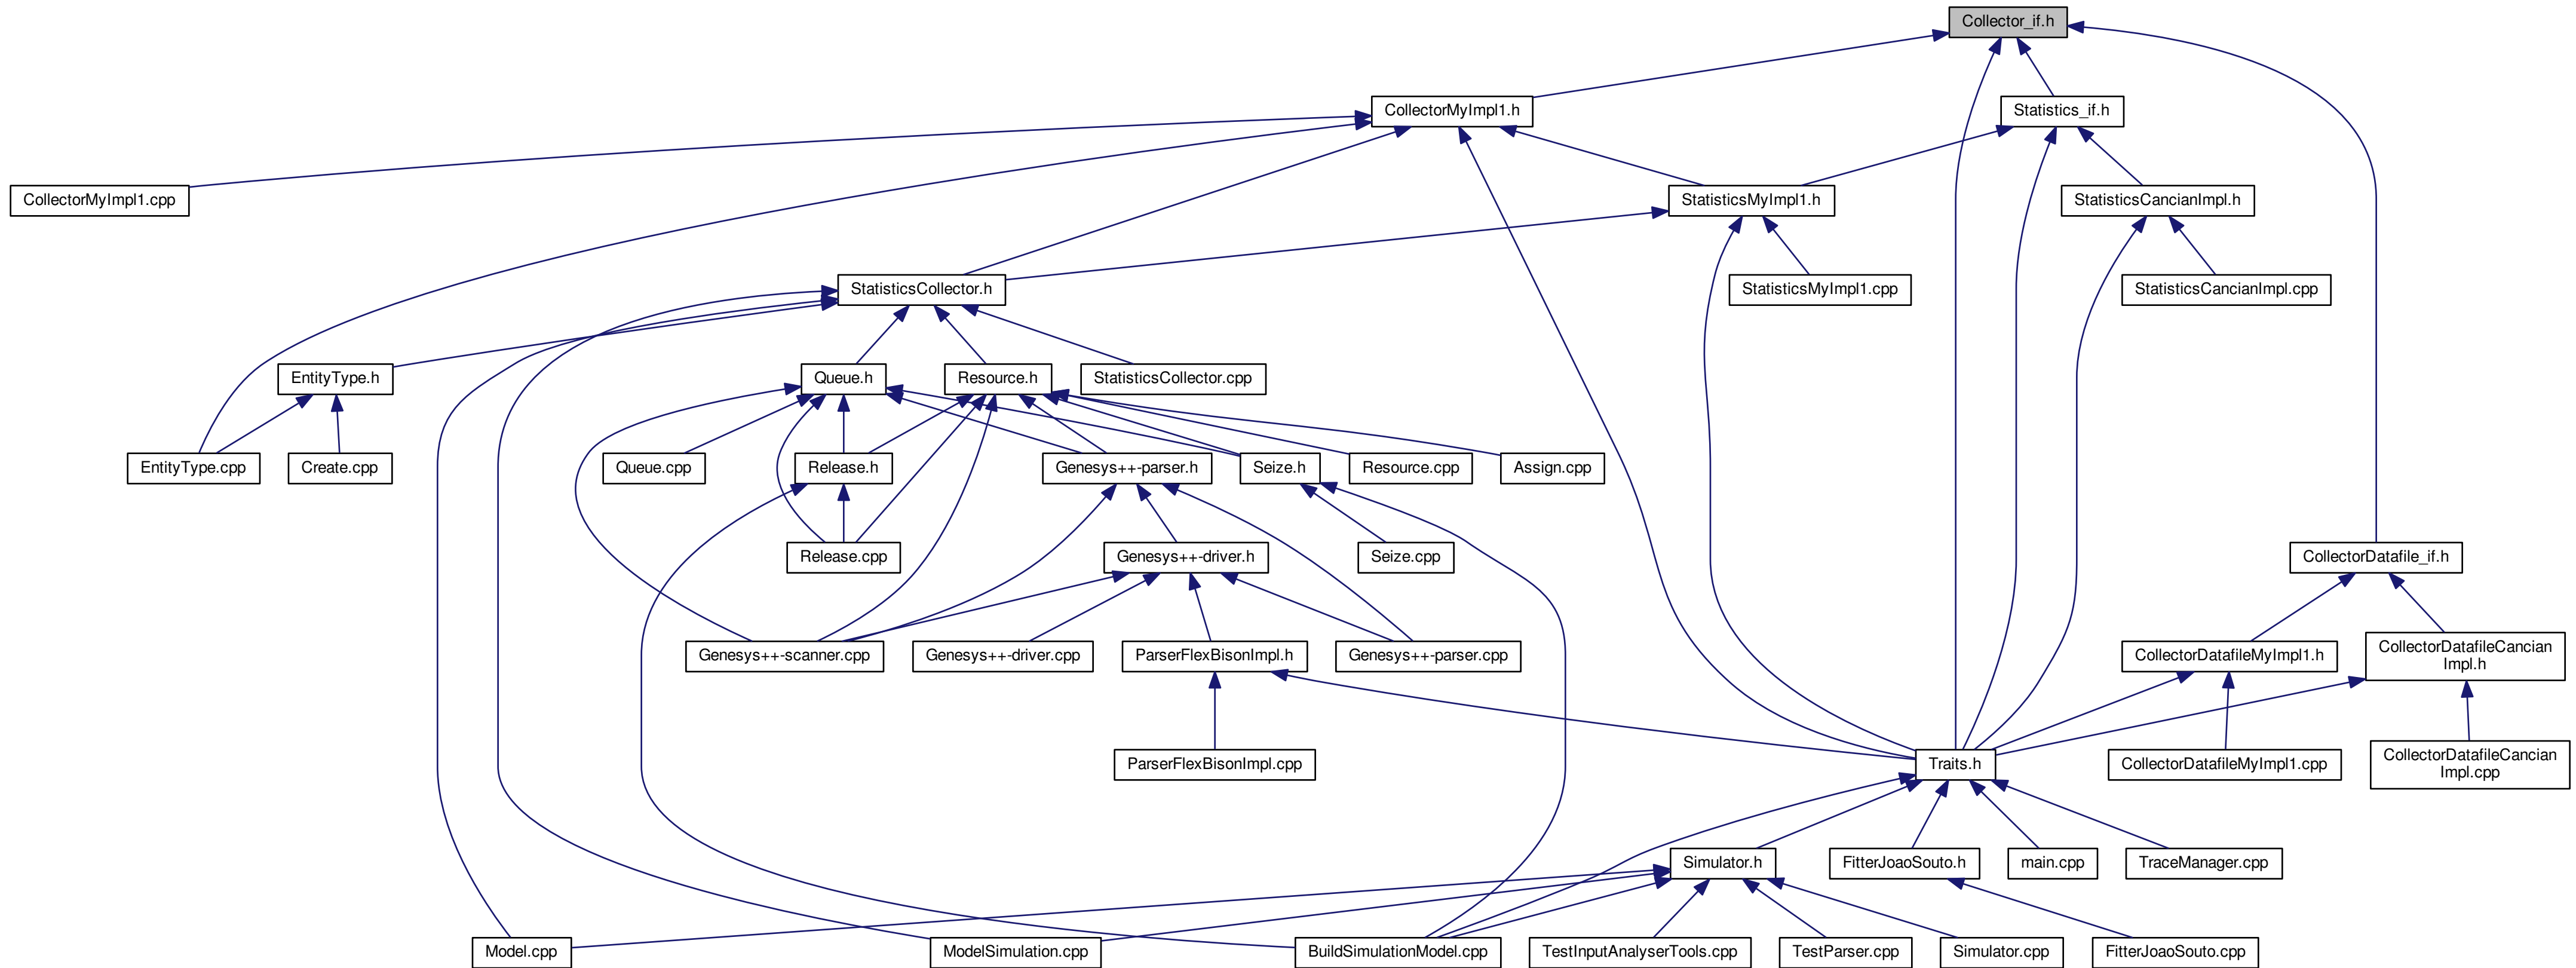 Collector_if.h
CollectorMyImpl1.h
Statistics_if.h
CollectorMyImpl1.cpp
StatisticsMyImpl1.h
StatisticsCancianImpl.h
StatisticsCollector.h
StatisticsMyImpl1.cpp
StatisticsCancianImpl.cpp
EntityType.h
Queue.h
Resource.h
StatisticsCollector.cpp
EntityType.cpp
Create.cpp
Queue.cpp
Release.h
Genesys++-parser.h
Seize.h
Resource.cpp
Assign.cpp
Release.cpp
Genesys++-driver.h
Seize.cpp
CollectorDatafile_if.h
Genesys++-scanner.cpp
Genesys++-driver.cpp
ParserFlexBisonImpl.h
Genesys++-parser.cpp
CollectorDatafileMyImpl1.h
CollectorDatafileCancian
Impl.h
ParserFlexBisonImpl.cpp
Traits.h
CollectorDatafileMyImpl1.cpp
CollectorDatafileCancian
Impl.cpp
Simulator.h
FitterJoaoSouto.h
main.cpp
TraceManager.cpp
Model.cpp
ModelSimulation.cpp
BuildSimulationModel.cpp
TestInputAnalyserTools.cpp
TestParser.cpp
Simulator.cpp
FitterJoaoSouto.cpp